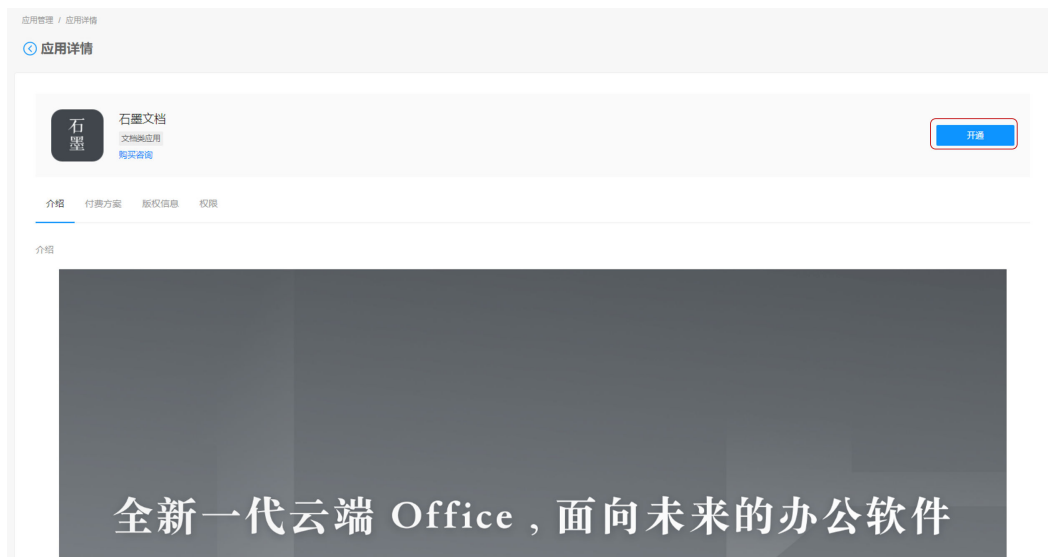 应用管理 / 应用详情
应用详情
石墨
石墨文档
文档类应用
购买咨询
开通
介绍 付费方案 版权信息 权限
介绍
全新一代云端 Office , 面向未来的办公软件